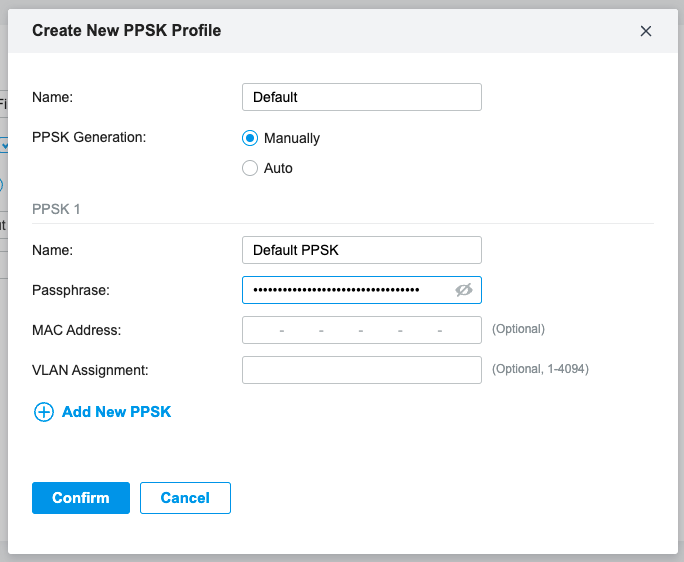 Create New PPSK Profile
Name: Default
PPSK Generation: Manually
Auto
PPSK 1
Name: Default PPSK
Passphrase: ••••••••••••••••••••••••••••••••••
MAC Address: - - - - - (Optional)
VLAN Assignment: (Optional, 1-4094)
Add New PPSK
Confirm Cancel